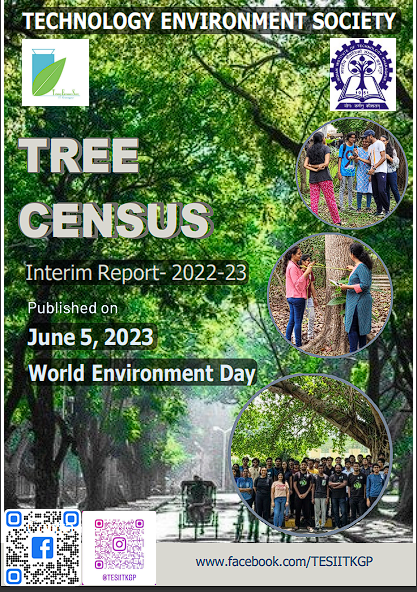 TECHNOLOGY ENVIRONMENT SOCIETY
TREE
CENSUS
Interim Report- 2022-23
Published on
June 5, 2023
World Environment Day
@TESIITKGP
www.facebook.com/TESIITKGP